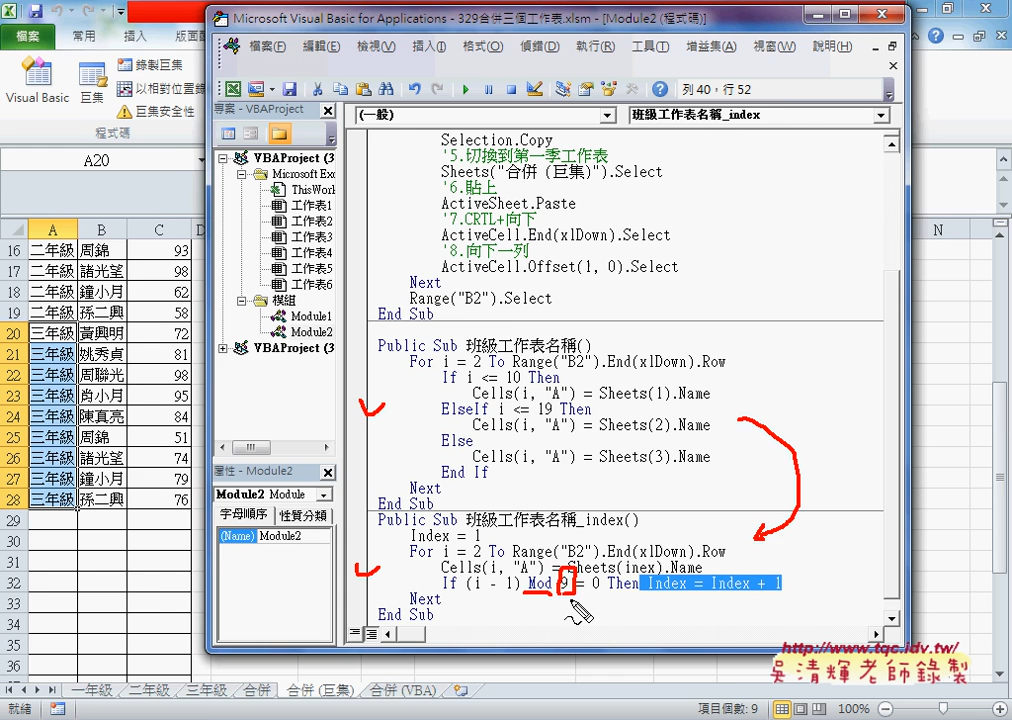 Microsoft Visual Basic for Applications - 329合併三個工作表.xlsm - [Module2 (程式碼)]
檔案 常用 插入 版面
檔案(F) 編輯(E) 檢視(V) 插入(I) 格式(O) 偵錯(D) 執行(R) 工具(T) 增益集(A) 視窗(W) 說明(H)
Visual Basic 巨集
錄製巨集
以相對位置錄
巨集安全性
程式碼
列 40，行 52
專案 - VBAProject
(一般)
班級工作表名稱_index
A20
VBAProject (3
Microsoft Exc
ThisWork
工作表1
工作表2
工作表3
工作表4
工作表5
工作表6
模組
Module1
Module2
VBAProject (3
屬性 - Module2
Module2 Module
字母順序 性質分類
(Name) Module2
Selection.Copy
'5.切換到第一季工作表
Sheets("合併 (巨集)").Select
'6.貼上
ActiveSheet.Paste
'7.CRTL+向下
ActiveCell.End(xlDown).Select
'8.向下一列
ActiveCell.Offset(1, 0).Select
Next
Range("B2").Select
End Sub
Public Sub 班級工作表名稱()
For i = 2 To Range("B2").End(xlDown).Row
If i <= 10 Then
Cells(i, "A") = Sheets(1).Name
ElseIf i <= 19 Then
Cells(i, "A") = Sheets(2).Name
Else
Cells(i, "A") = Sheets(3).Name
End If
Next
End Sub
Public Sub 班級工作表名稱_index()
Index = 1
For i = 2 To Range("B2").End(xlDown).Row
Cells(i, "A") = Sheets(inex).Name
If (i - 1) Mod 9 = 0 Then Index = Index + 1
Next
End Sub
A B C N
16 二年級 周錦 93
17 二年級 諸光望 98
18 二年級 鐘小月 62
19 二年級 孫二興 58
20 三年級 黃興明 72
21 三年級 姚秀貞 81
22 三年級 周聯光 98
23 三年級 尚小月 95
24 三年級 陳真亮 84
25 三年級 周錦 51
26 三年級 諸光望 74
27 三年級 鐘小月 79
28 三年級 孫二興 76
29
30
31
32
33
34
35
36
http://www.tqc.idv.tw/
吳清輝老師錄製
一年級 二年級 三年級 合併 合併 (巨集) 合併 (VBA)
就緒 項目個數: 9 100%